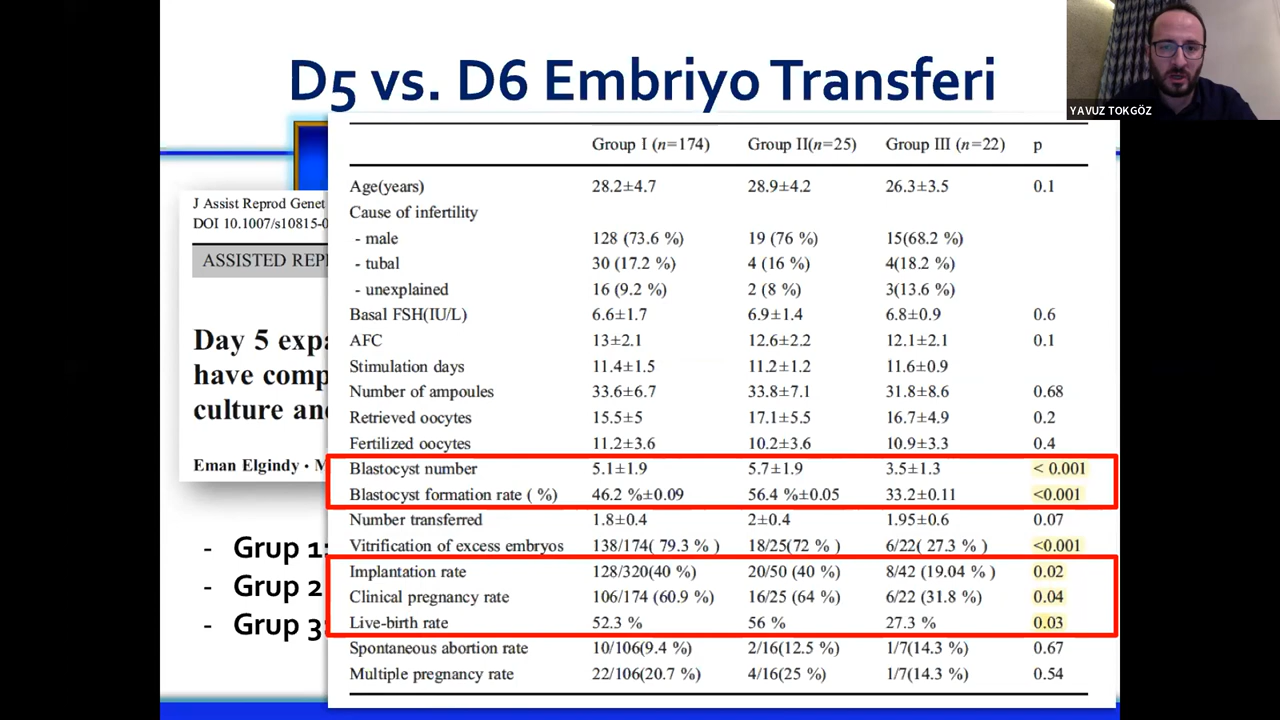 D5 vs. D6 Embriyo Transferi
YAVUZ TOKGÖZ
J Assist Reprod Genet
DOI 10.1007/s10815-0
ASSISTED REP
Day 5 expa
have comp
culture and
Eman Elgindy • M
- Grup 1:
- Grup 2
- Grup 3:
Group I (n=174) Group II(n=25) Group III (n=22) p
Age(years) 28.2±4.7 28.9±4.2 26.3±3.5 0.1
Cause of infertility
- male 128 (73.6 %) 19 (76 %) 15(68.2 %)
- tubal 30 (17.2 %) 4 (16 %) 4(18.2 %)
- unexplained 16 (9.2 %) 2 (8 %) 3(13.6 %)
Basal FSH(IU/L) 6.6±1.7 6.9±1.4 6.8±0.9 0.6
AFC 13±2.1 12.6±2.2 12.1±2.1 0.1
Stimulation days 11.4±1.5 11.2±1.2 11.6±0.9
Number of ampoules 33.6±6.7 33.8±7.1 31.8±8.6 0.68
Retrieved oocytes 15.5±5 17.1±5.5 16.7±4.9 0.2
Fertilized oocytes 11.2±3.6 10.2±3.6 10.9±3.3 0.4
Blastocyst number 5.1±1.9 5.7±1.9 3.5±1.3 < 0.001
Blastocyst formation rate ( %) 46.2 %±0.09 56.4 %±0.05 33.2±0.11 <0.001
Number transferred 1.8±0.4 2±0.4 1.95±0.6 0.07
Vitrification of excess embryos 138/174( 79.3 % ) 18/25(72 % ) 6/22( 27.3 % ) <0.001
Implantation rate 128/320(40 %) 20/50 (40 %) 8/42 (19.04 % ) 0.02
Clinical pregnancy rate 106/174 (60.9 %) 16/25 (64 %) 6/22 (31.8 %) 0.04
Live-birth rate 52.3 % 56 % 27.3 % 0.03
Spontaneous abortion rate 10/106(9.4 %) 2/16(12.5 %) 1/7(14.3 %) 0.67
Multiple pregnancy rate 22/106(20.7 %) 4/16(25 %) 1/7(14.3 %) 0.54